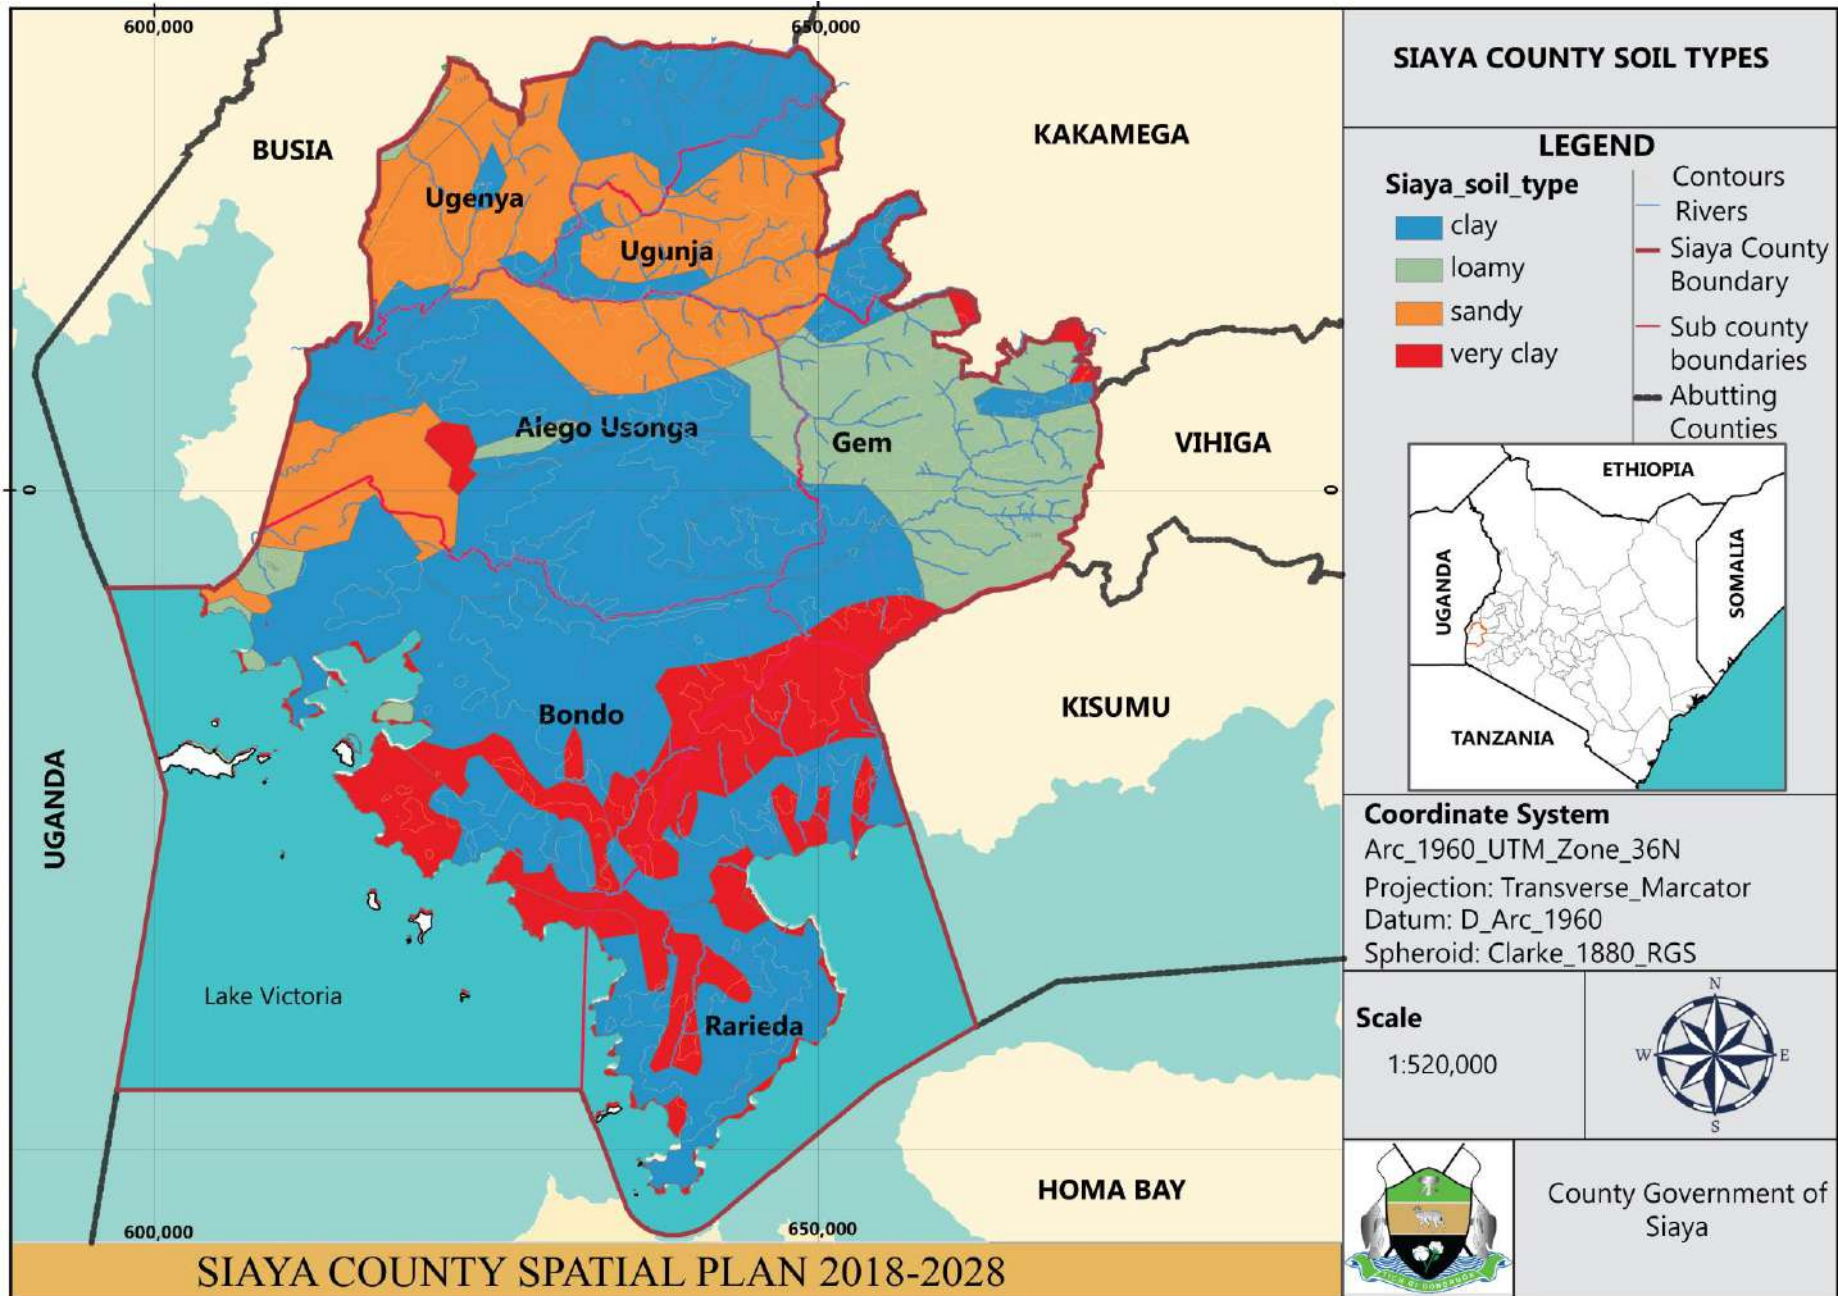 600,000
650,000
BUSIA
KAKAMEGA
Ugenya
Ugunja
Alego Usonga
Gem
VIHIGA
0
0
Bondo
KISUMU
UGANDA
Lake Victoria
Rarieda
HOMA BAY
600,000
650,000
SIAYA COUNTY SPATIAL PLAN 2018-2028
SIAYA COUNTY SOIL TYPES
LEGEND
Siaya_soil_type
clay
loamy
sandy
very clay
Contours
Rivers
Siaya County
Boundary
Sub county
boundaries
Abutting
Counties
ETHIOPIA
UGANDA
SOMALIA
TANZANIA
Coordinate System
Arc_1960_UTM_Zone_36N
Projection: Transverse_Marcator
Datum: D_Arc_1960
Spheroid: Clarke_1880_RGS
Scale
1:520,000
N
W
E
S
County Government of
Siaya